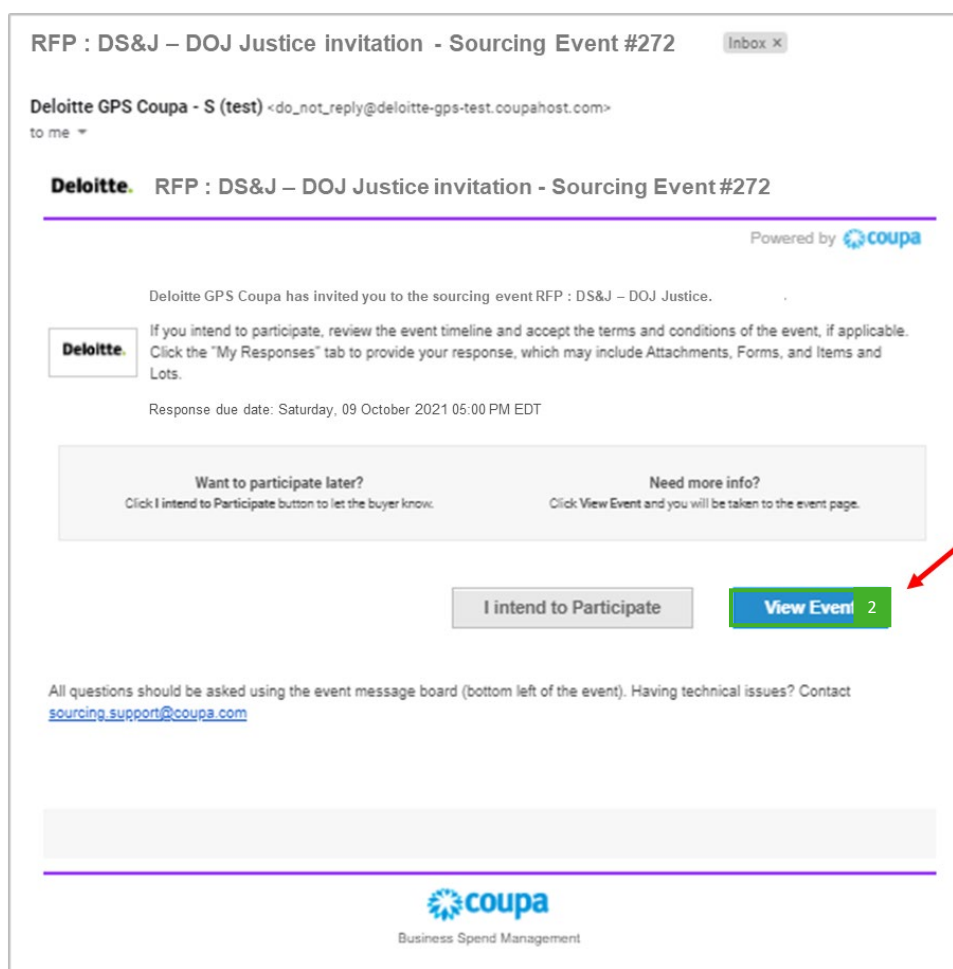 RFP : DS&J – DOJ Justice invitation - Sourcing Event #272 Inbox ×
Deloitte GPS Coupa - S (test) <do_not_reply@deloitte-gps-test.coupahost.com>
to me
Deloitte. RFP : DS&J – DOJ Justice invitation - Sourcing Event #272
Powered by coupa
Deloitte GPS Coupa has invited you to the sourcing event RFP : DS&J – DOJ Justice.
Deloitte.
If you intend to participate, review the event timeline and accept the terms and conditions of the event, if applicable.
Click the "My Responses" tab to provide your response, which may include Attachments, Forms, and Items and
Lots.
Response due date: Saturday, 09 October 2021 05:00 PM EDT
Want to participate later?
Click I intend to Participate button to let the buyer know.
Need more info?
Click View Event and you will be taken to the event page.
I intend to Participate
View Event 2
All questions should be asked using the event message board (bottom left of the event). Having technical issues? Contact
sourcing.support@coupa.com
coupa
Business Spend Management